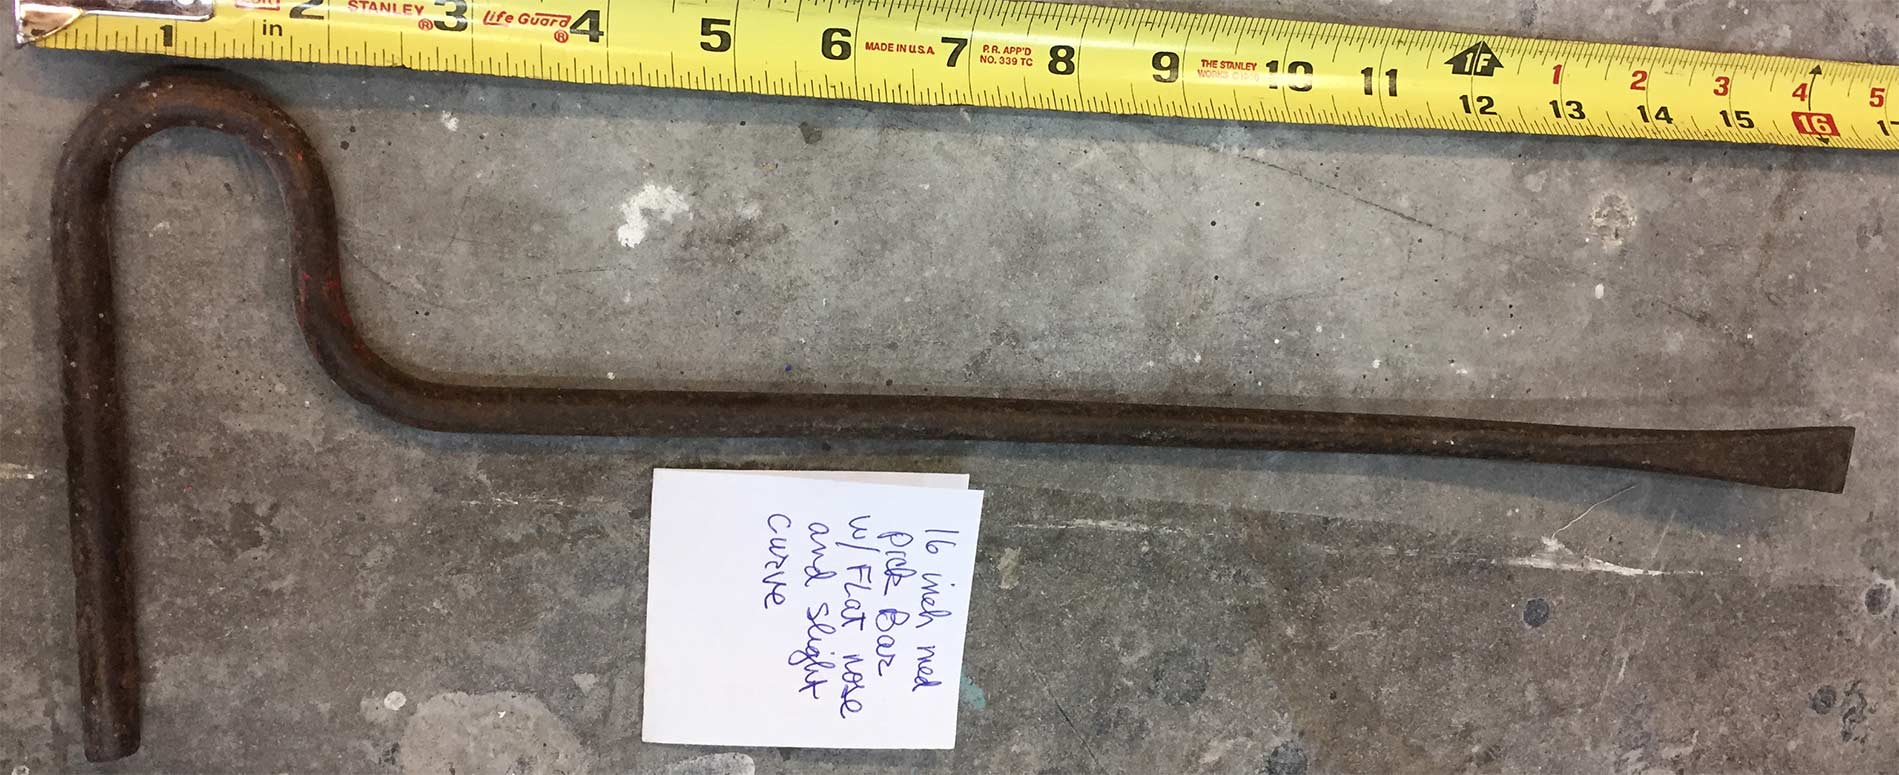 1 in 2 STANLEY® 3 Life Guard® 4 5 6 MADE IN U.S.A. 7 P.R. APP'D 8 9 THE STANLEY 10 11 1F 1 2 3 4 5
NO. 339 TC
WORKS
12 13 14 15 16 17
16 inch med
pick Bar
w/ FLat nose
and slight
curve